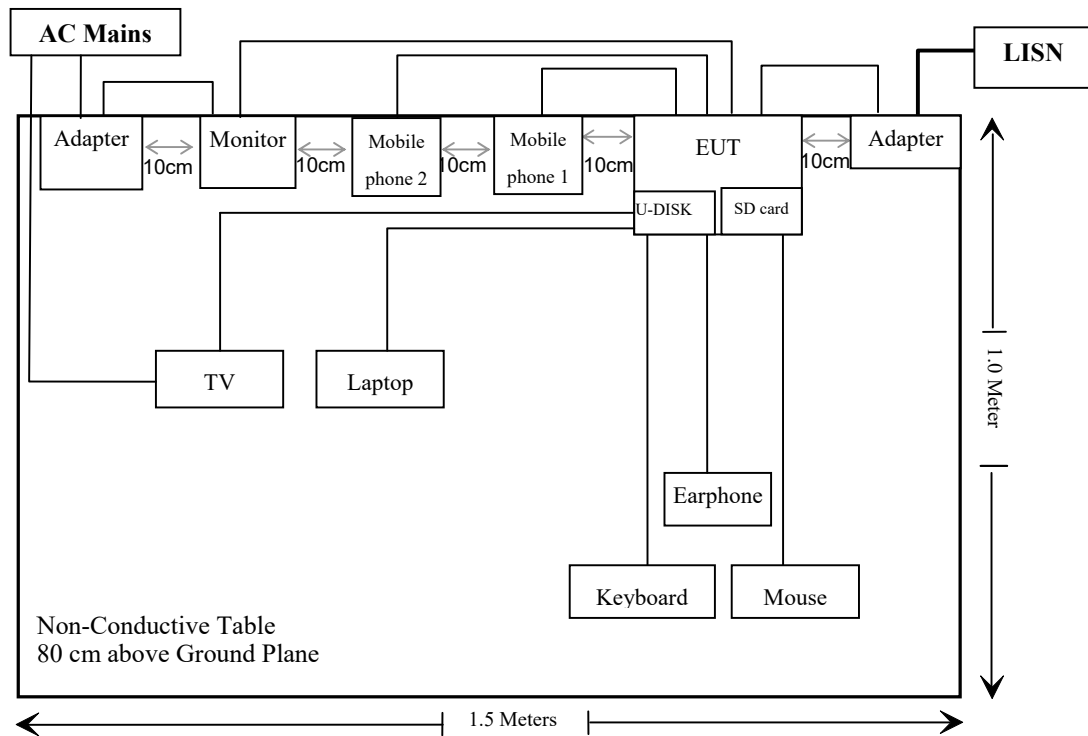 AC Mains
LISN
Adapter
Monitor
Mobile
phone 2
Mobile
phone 1
EUT
Adapter
10cm
10cm
10cm
10cm
10cm
U-DISK
SD card
TV
Laptop
1.0 Meter
Earphone
Keyboard
Mouse
Non-Conductive Table
80 cm above Ground Plane
1.5 Meters